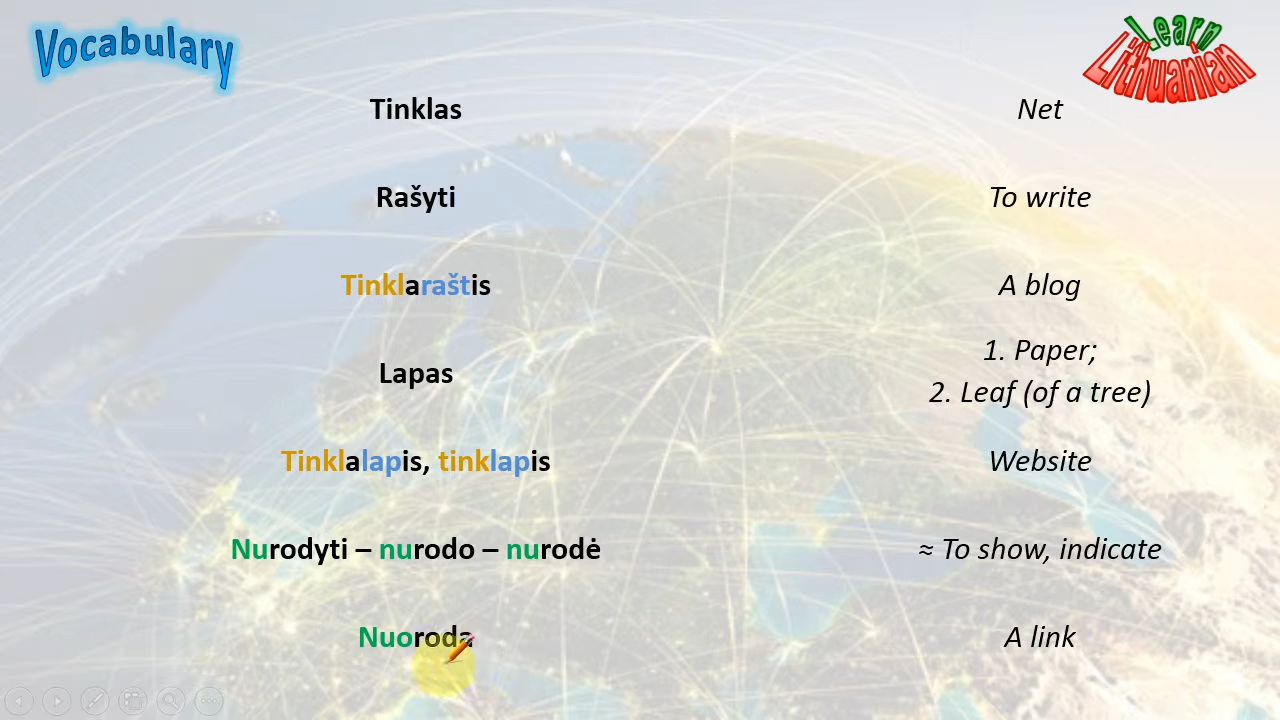 Vocabulary
Learn
Lithuanian
Tinklas Net
Rašyti To write
Tinklaraštis A blog
Lapas 1. Paper;
2. Leaf (of a tree)
Tinklalapis, tinklapis Website
Nurodyti – nurodo – nurodė ≈ To show, indicate
Nuoroda A link